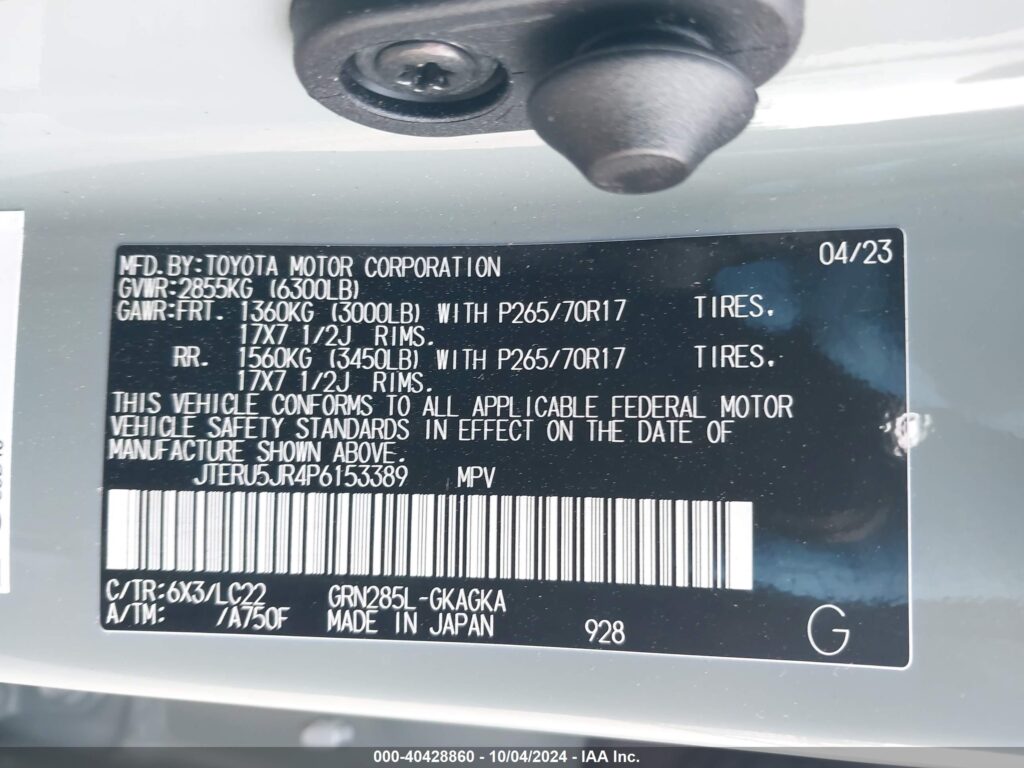 MFD. BY: TOYOTA MOTOR CORPORATION 04/23
GVWR: 2855KG (6300LB)
GAWR: FRT. 1360KG (3000LB) WITH P265/70R17 TIRES.
17X7 1/2J RIMS.
RR. 1560KG (3450LB) WITH P265/70R17 TIRES.
17X7 1/2J RIMS.
THIS VEHICLE CONFORMS TO ALL APPLICABLE FEDERAL MOTOR
VEHICLE SAFETY STANDARDS IN EFFECT ON THE DATE OF
MANUFACTURE SHOWN ABOVE.
JTERU5JR4P6153389 MPV
C/TR: 6X3/LC22 GRN285L-GKAGKA
A/TM: /A750F MADE IN JAPAN 928 G
000-40428860 - 10/04/2024 - IAA Inc.